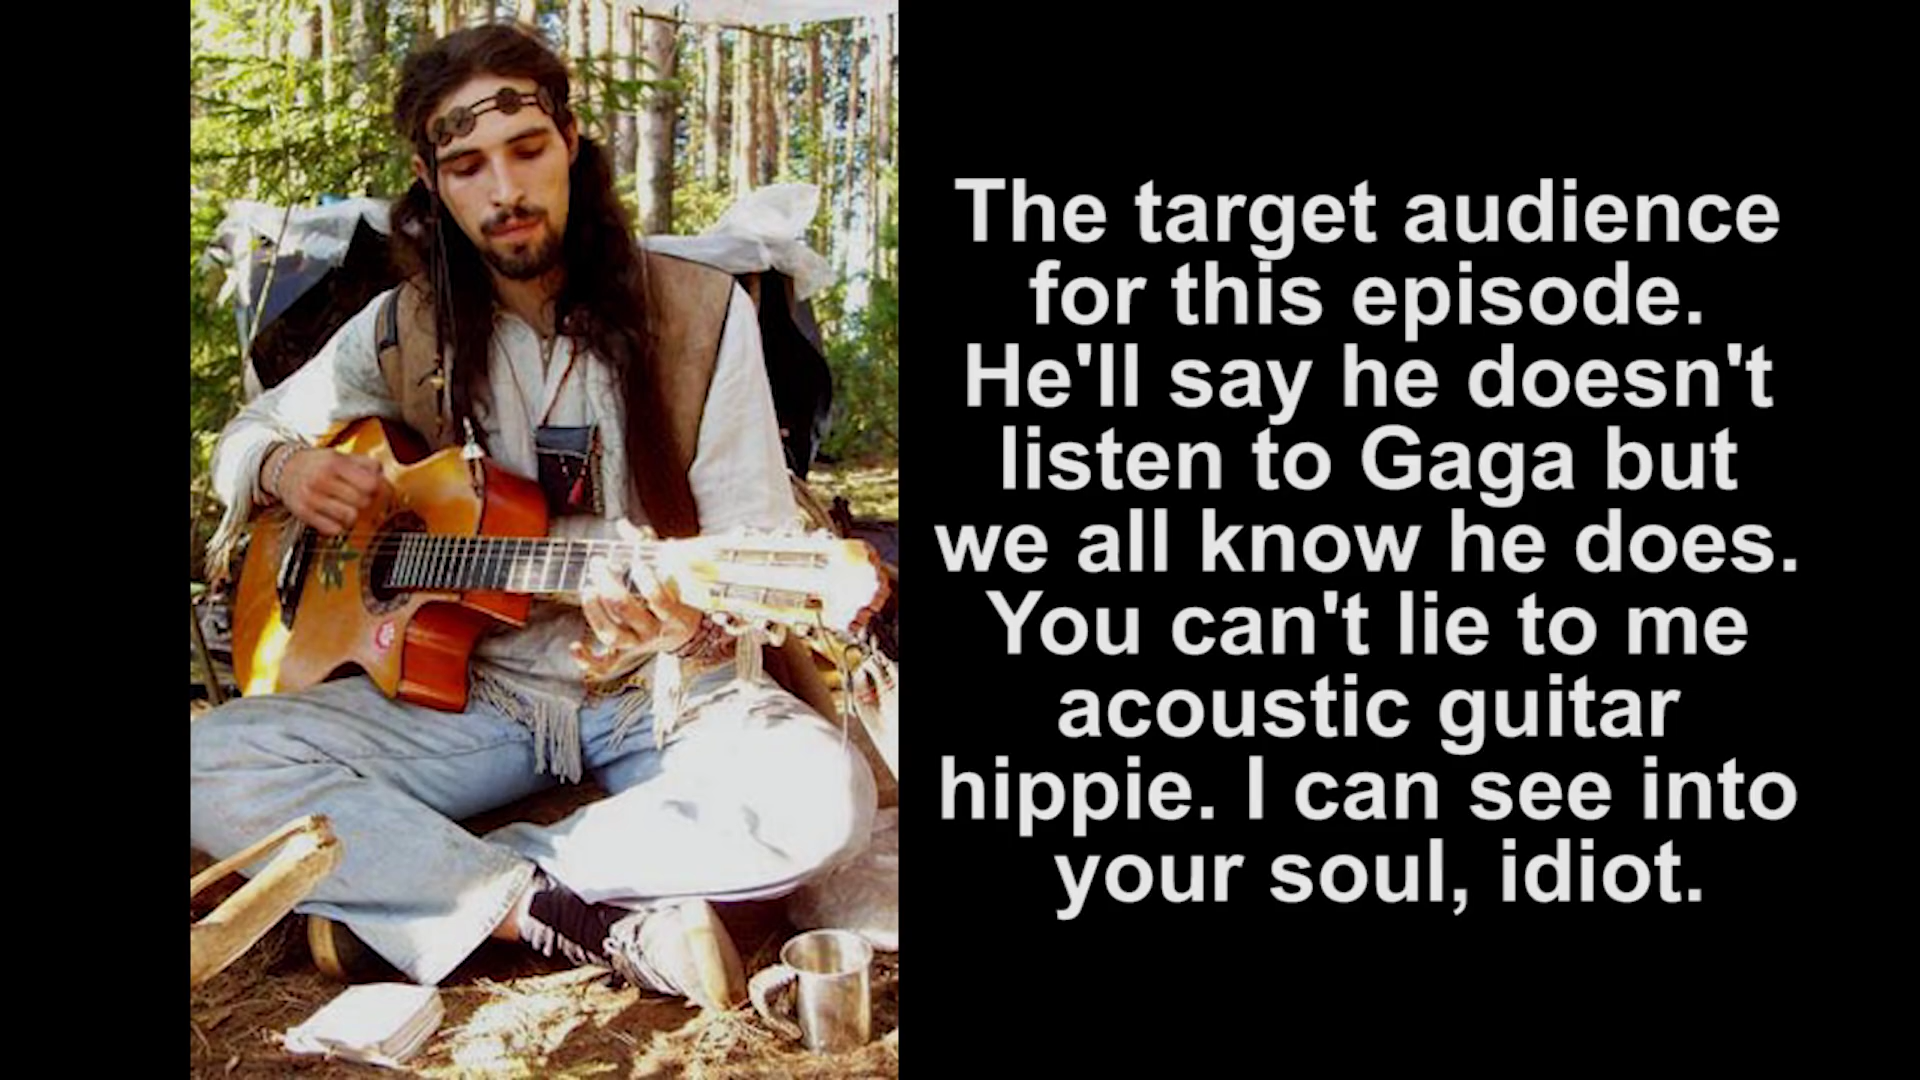 The target audience
for this episode.
He'll say he doesn't
listen to Gaga but
we all know he does.
You can't lie to me
acoustic guitar
hippie. I can see into
your soul, idiot.